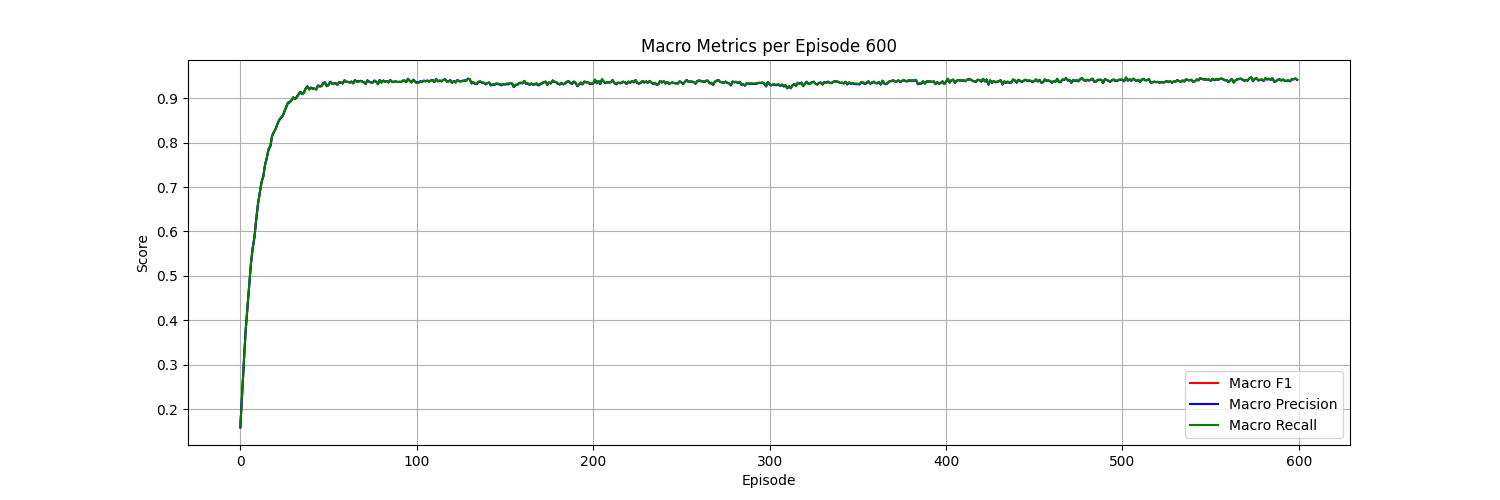 Macro Metrics per Episode 600
Score
0.9
0.8
0.7
0.6
0.5
0.4
0.3
0.2
Macro F1
Macro Precision
Macro Recall
0 100 200 300 400 500 600
Episode